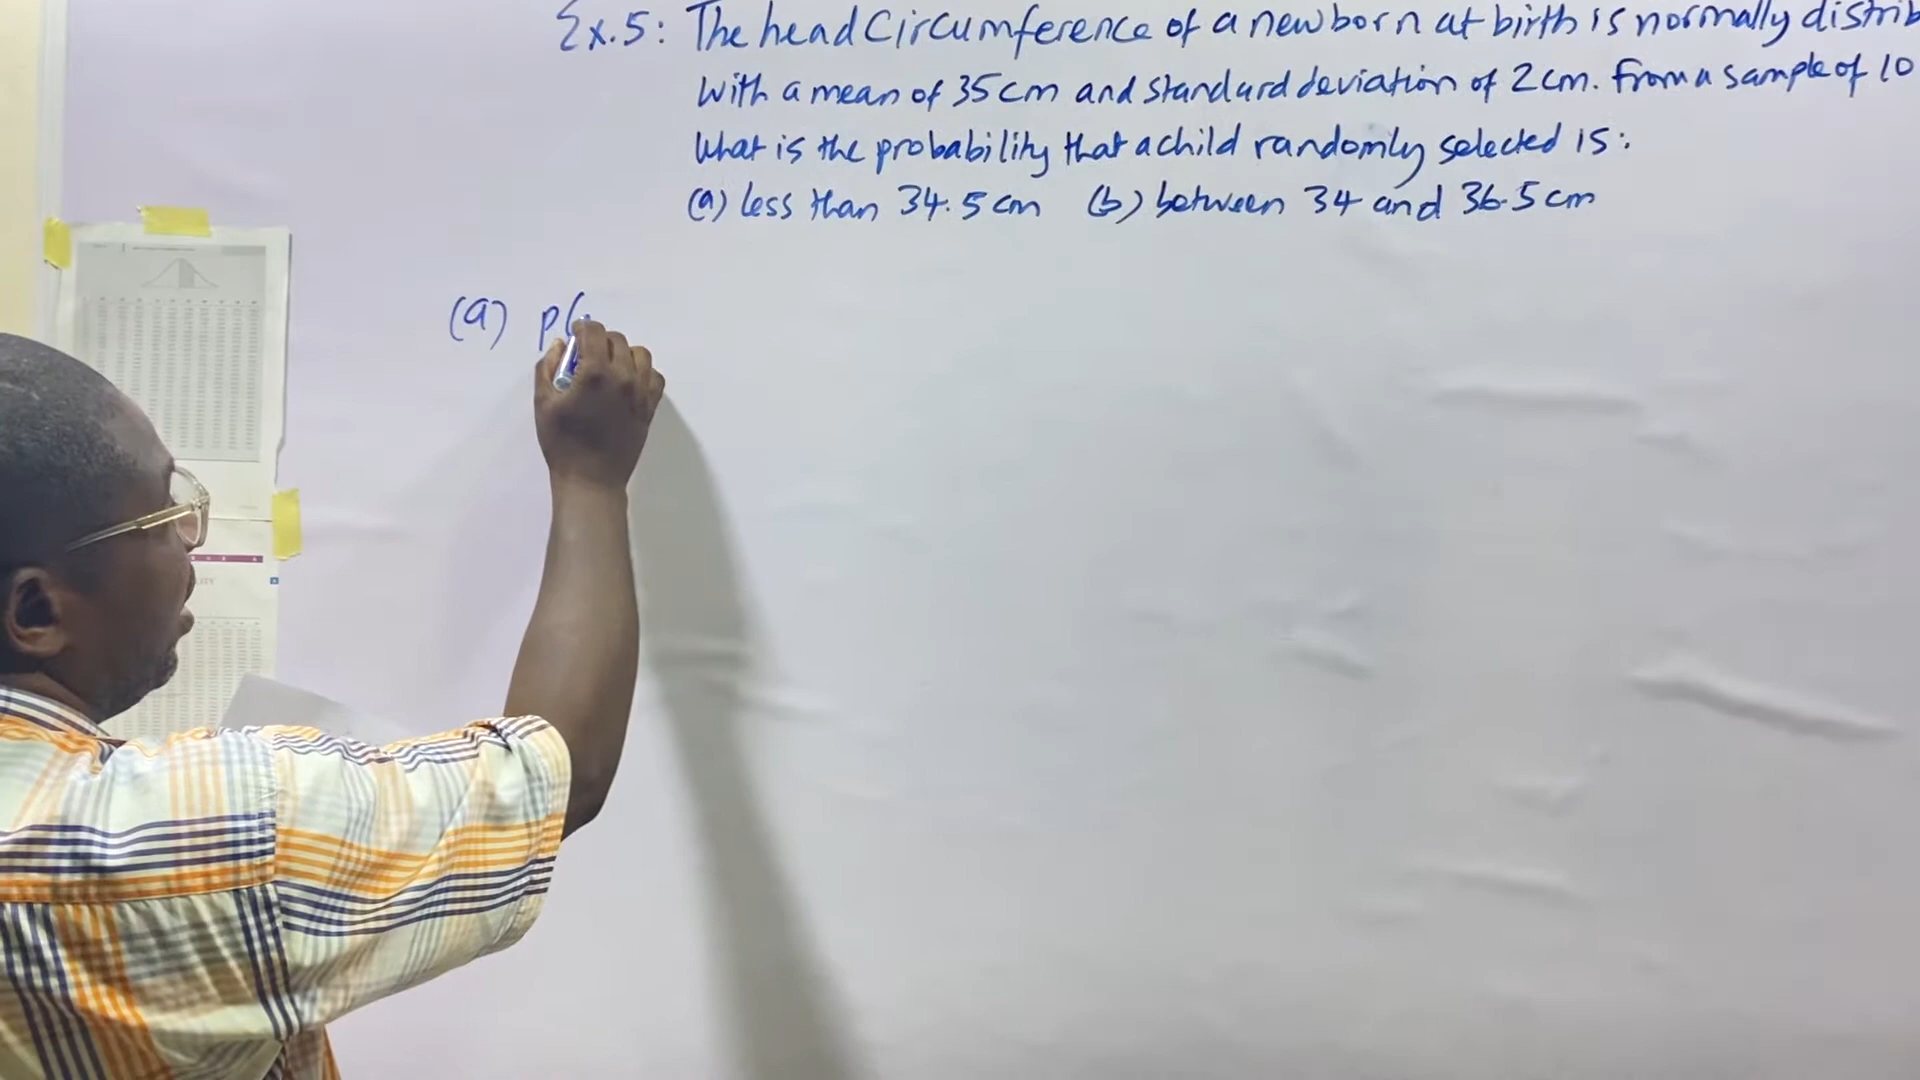 Ex.5: The head Circumference of a newborn at birth is normally distrib
With a mean of 35cm and standard deviation of 2cm. From a sample of 10
What is the probability that a child randomly selected is:
(a) less than 34.5cm (b) between 34 and 36.5cm
(a) p(